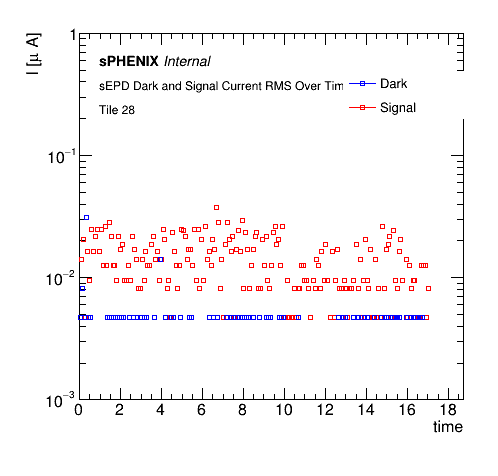 I [μ A]
1
sPHENIX Internal
sEPD Dark and Signal Current RMS Over Tim
Tile 28
Dark
Signal
10⁻¹
10⁻²
10⁻³
0 2 4 6 8 10 12 14 16 18
time